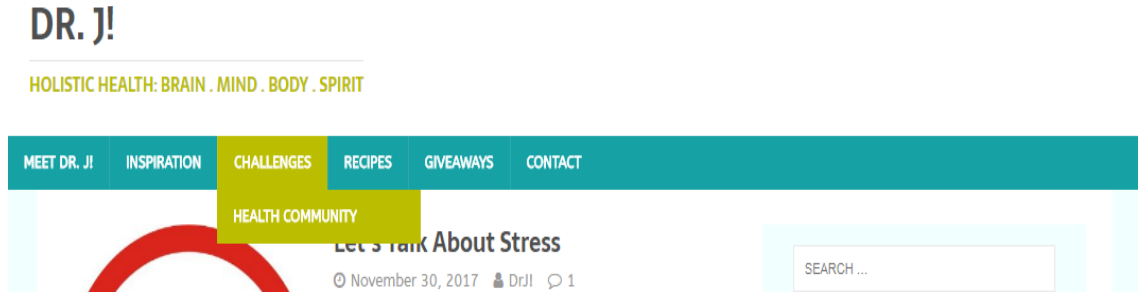 DR. J!
HOLISTIC HEALTH: BRAIN . MIND . BODY . SPIRIT
MEET DR. J! INSPIRATION CHALLENGES RECIPES GIVEAWAYS CONTACT
HEALTH COMMUNITY
Let's Talk About Stress
November 30, 2017 DrJ! 1
SEARCH ...